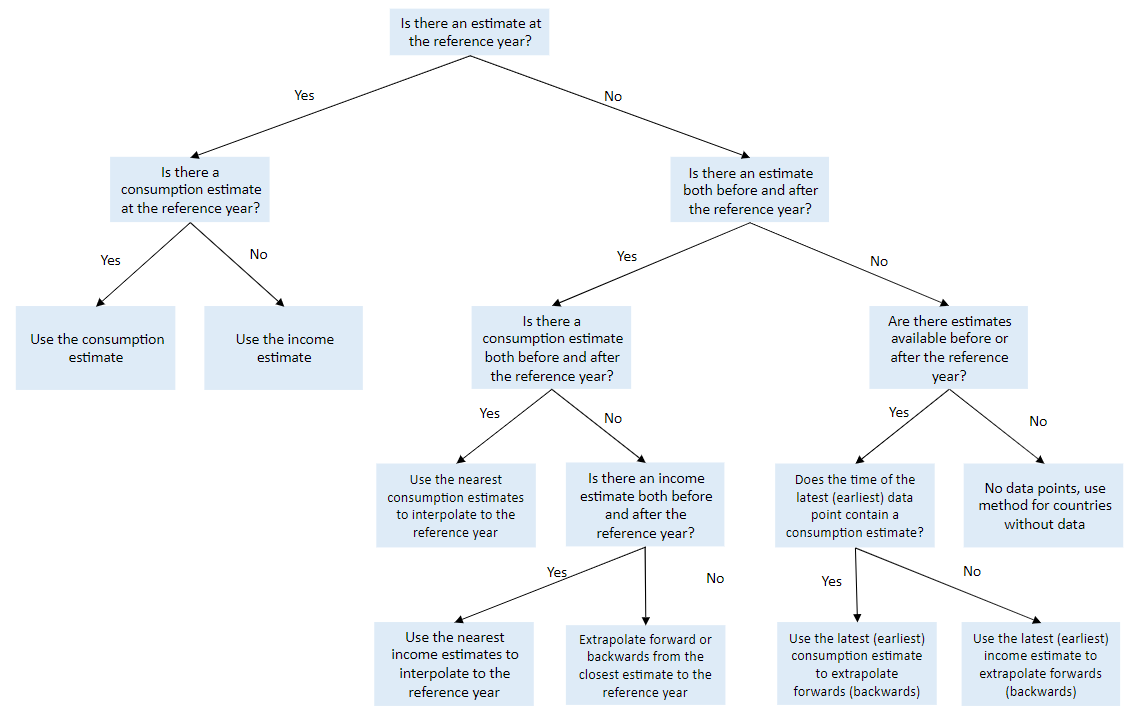 Is there an estimate at
the reference year?
Yes
No
Is there a
consumption estimate
at the reference year?
Is there an estimate
both before and after
the reference year?
Yes
No
Yes
No
Use the consumption
estimate
Use the income
estimate
Is there a
consumption estimate
both before and after
the reference year?
Are there estimates
available before or
after the reference
year?
Yes
No
Yes
No
Use the nearest
consumption estimates
to interpolate to the
reference year
Is there an income
estimate both before
and after the
reference year?
Does the time of the
latest (earliest) data
point contain a
consumption estimate?
No data points, use
method for countries
without data
Yes
No
Yes
No
Use the nearest
income estimates to
interpolate to the
reference year
Extrapolate forward or
backwards from the
closest estimate to the
reference year
Use the latest (earliest)
consumption estimate
to extrapolate
forwards (backwards)
Use the latest (earliest)
income estimate to
extrapolate forwards
(backwards)